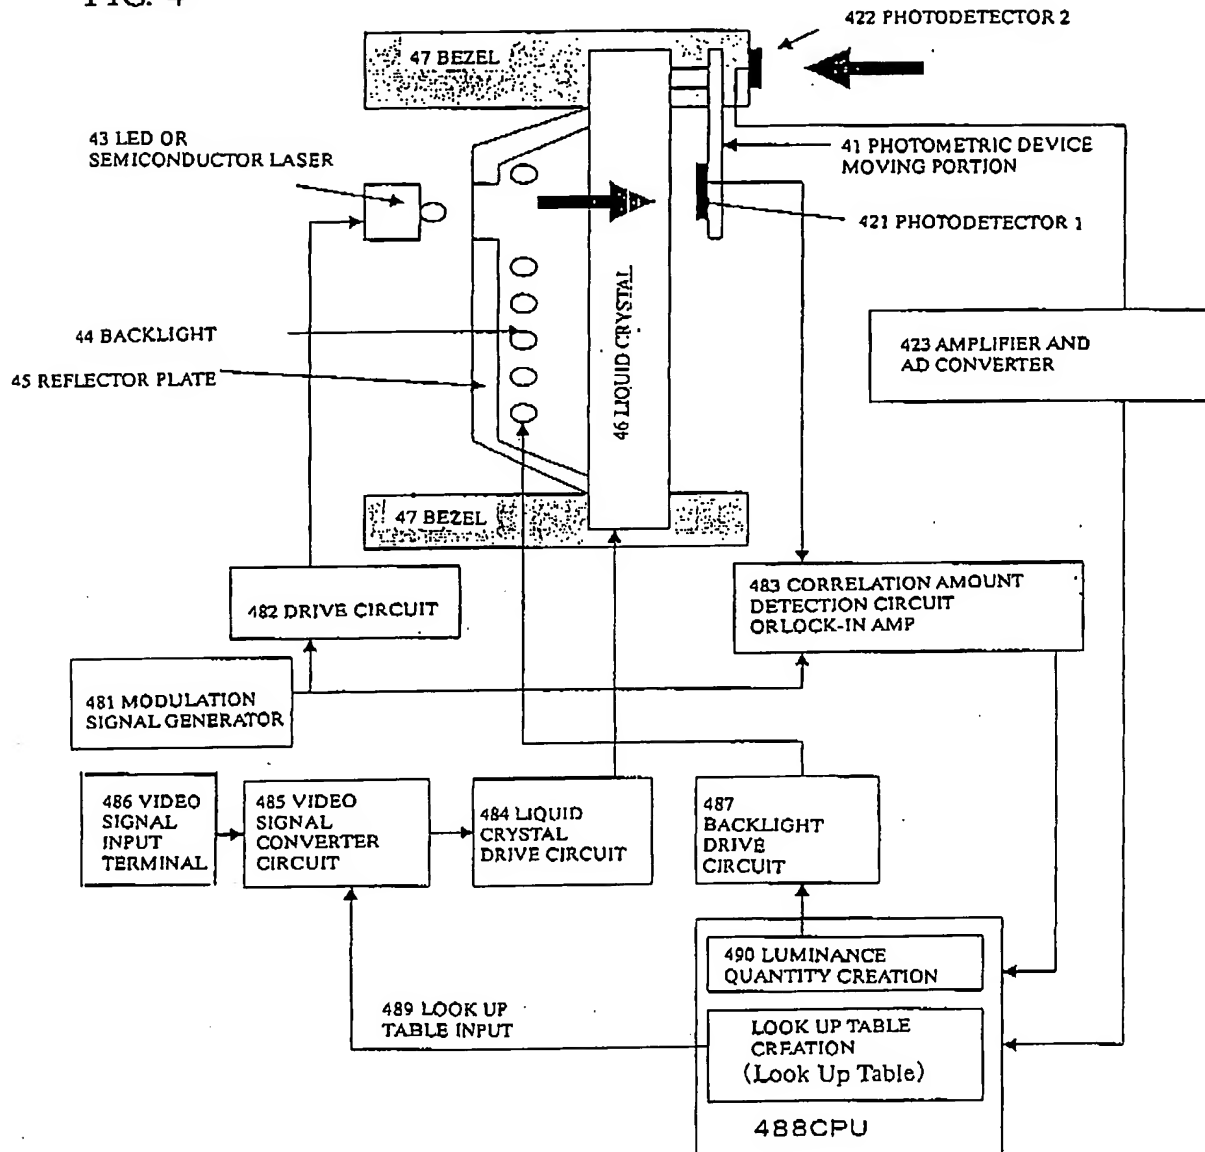 FIG. 4
422 PHOTODETECTOR 2
47 BEZEL
43 LED OR
SEMICONDUCTOR LASER
41 PHOTOMETRIC DEVICE
MOVING PORTION
421 PHOTODETECTOR 1
46 LIQUID CRYSTAL
44 BACKLIGHT
45 REFLECTOR PLATE
423 AMPLIFIER AND
AD CONVERTER
47 BEZEL
482 DRIVE CIRCUIT
483 CORRELATION AMOUNT
DETECTION CIRCUIT
ORLOCK-IN AMP
481 MODULATION
SIGNAL GENERATOR
486 VIDEO
SIGNAL
INPUT
TERMINAL
485 VIDEO
SIGNAL
CONVERTER
CIRCUIT
484 LIQUID
CRYSTAL
DRIVE CIRCUIT
487
BACKLIGHT
DRIVE
CIRCUIT
490 LUMINANCE
QUANTITY CREATION
489 LOOK UP
TABLE INPUT
LOOK UP TABLE
CREATION
(Look Up Table)
488CPU